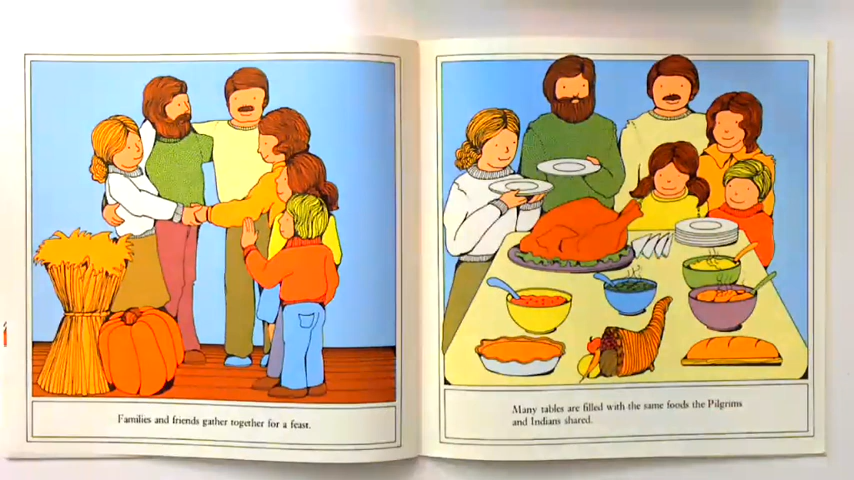 Families and friends gather together for a feast.
Many tables are filled with the same foods the Pilgrims
and Indians shared.